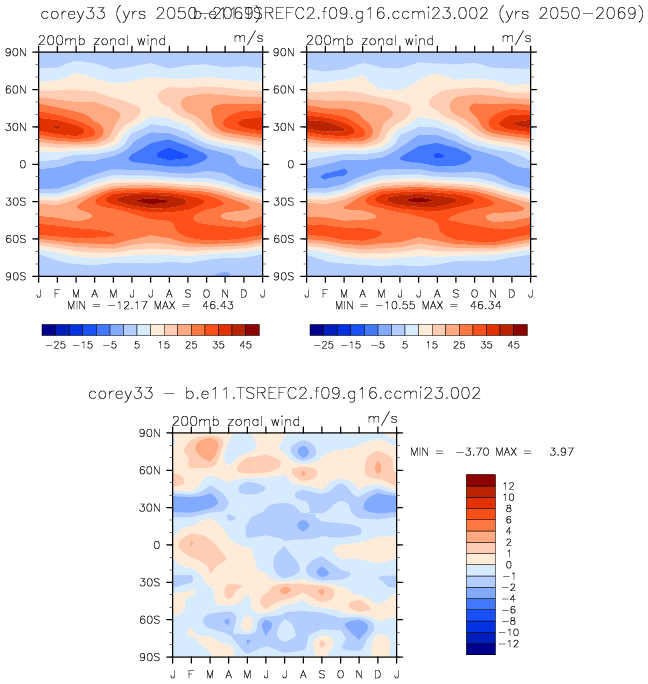 corey33 (yrs 2050−2069) b.e11.TSREFC2.f09.g16.ccmi23.002 (yrs 2050−2069)
200mb zonal wind m/s 200mb zonal wind m/s
90N 90N
60N 60N
30N 30N
0 0
30S 30S
60S 60S
90S 90S
J F M A M J J A S O N D J J F M A M J J A S O N D J
MIN = −12.17 MAX = 46.43 MIN = −10.55 MAX = 46.34
−25 −15 −5 5 15 25 35 45 −25 −15 −5 5 15 25 35 45
corey33 − b.e11.TSREFC2.f09.g16.ccmi23.002
200mb zonal wind m/s
90N
MIN = −3.70 MAX = 3.97
60N
30N
0
30S
60S
90S
J F M A M J J A S O N D J
12
10
8
6
4
2
1
0
−1
−2
−4
−6
−8
−10
−12